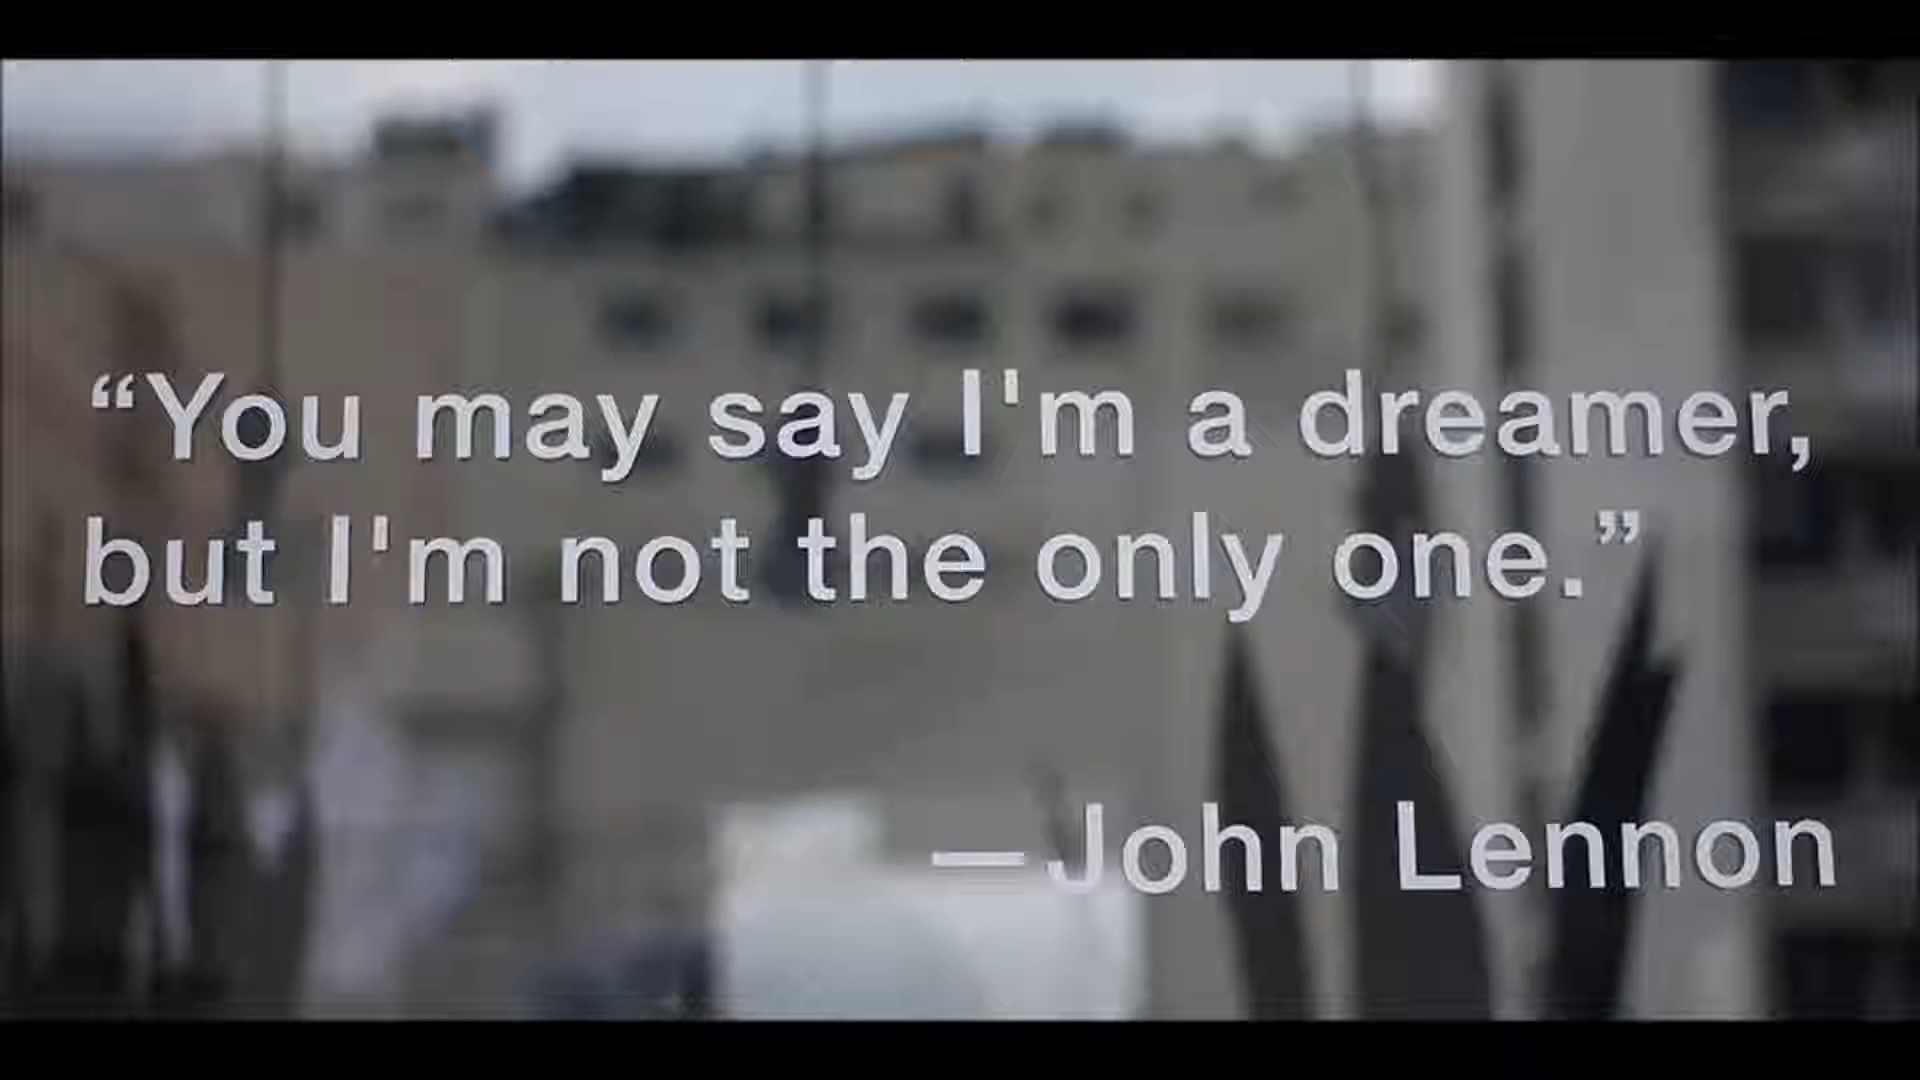 “You may say I'm a dreamer,
but I'm not the only one.”
—John Lennon